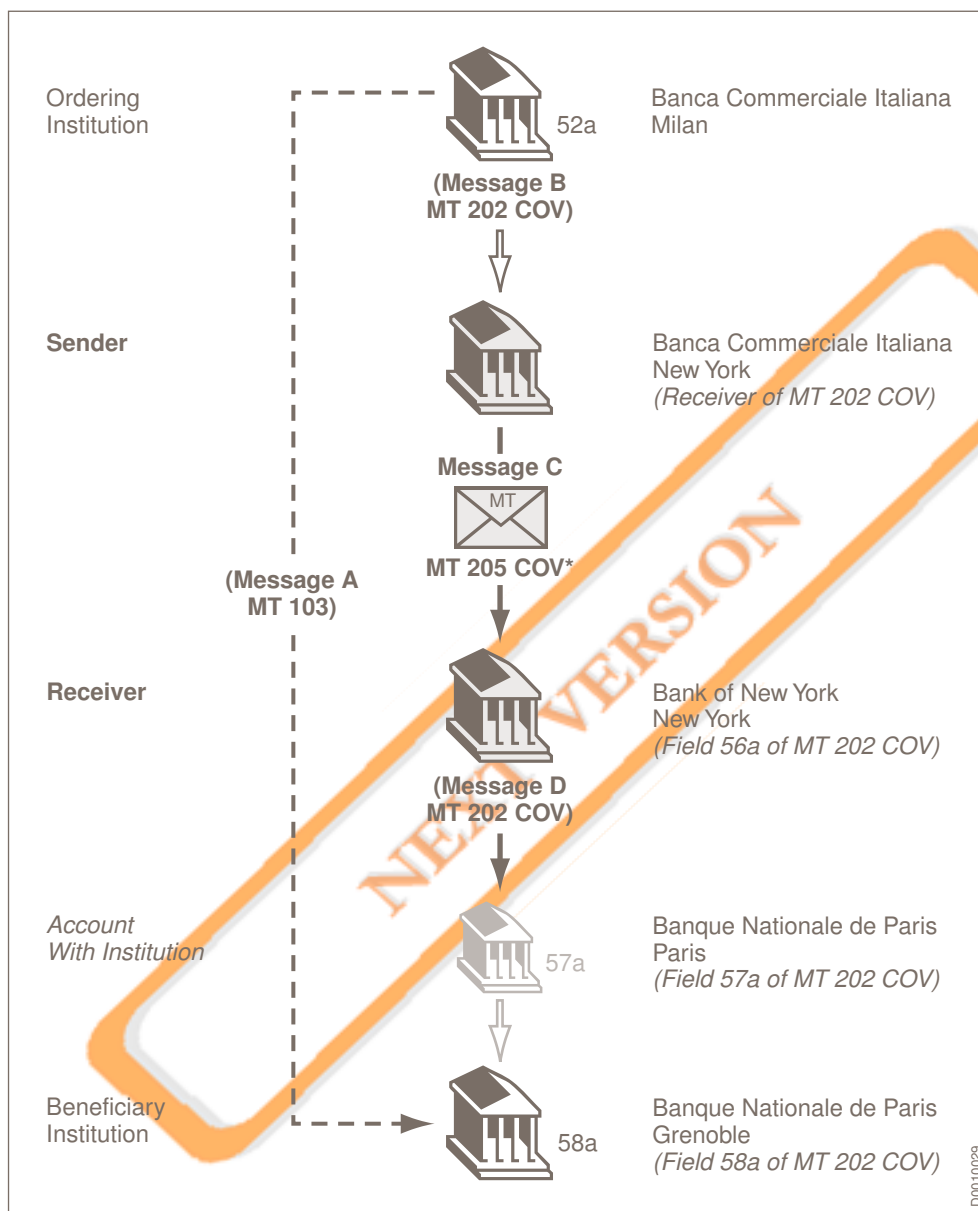 Ordering
Institution
52a
Banca Commerciale Italiana
Milan
(Message B
MT 202 COV)
Sender
Banca Commerciale Italiana
New York
(Receiver of MT 202 COV)
Message C
MT
MT 205 COV*
(Message A
MT 103)
Receiver
Bank of New York
New York
(Field 56a of MT 202 COV)
(Message D
MT 202 COV)
Account
With Institution
57a
Banque Nationale de Paris
Paris
(Field 57a of MT 202 COV)
Beneficiary
Institution
58a
Banque Nationale de Paris
Grenoble
(Field 58a of MT 202 COV)
D0010029
NEXT VERSION